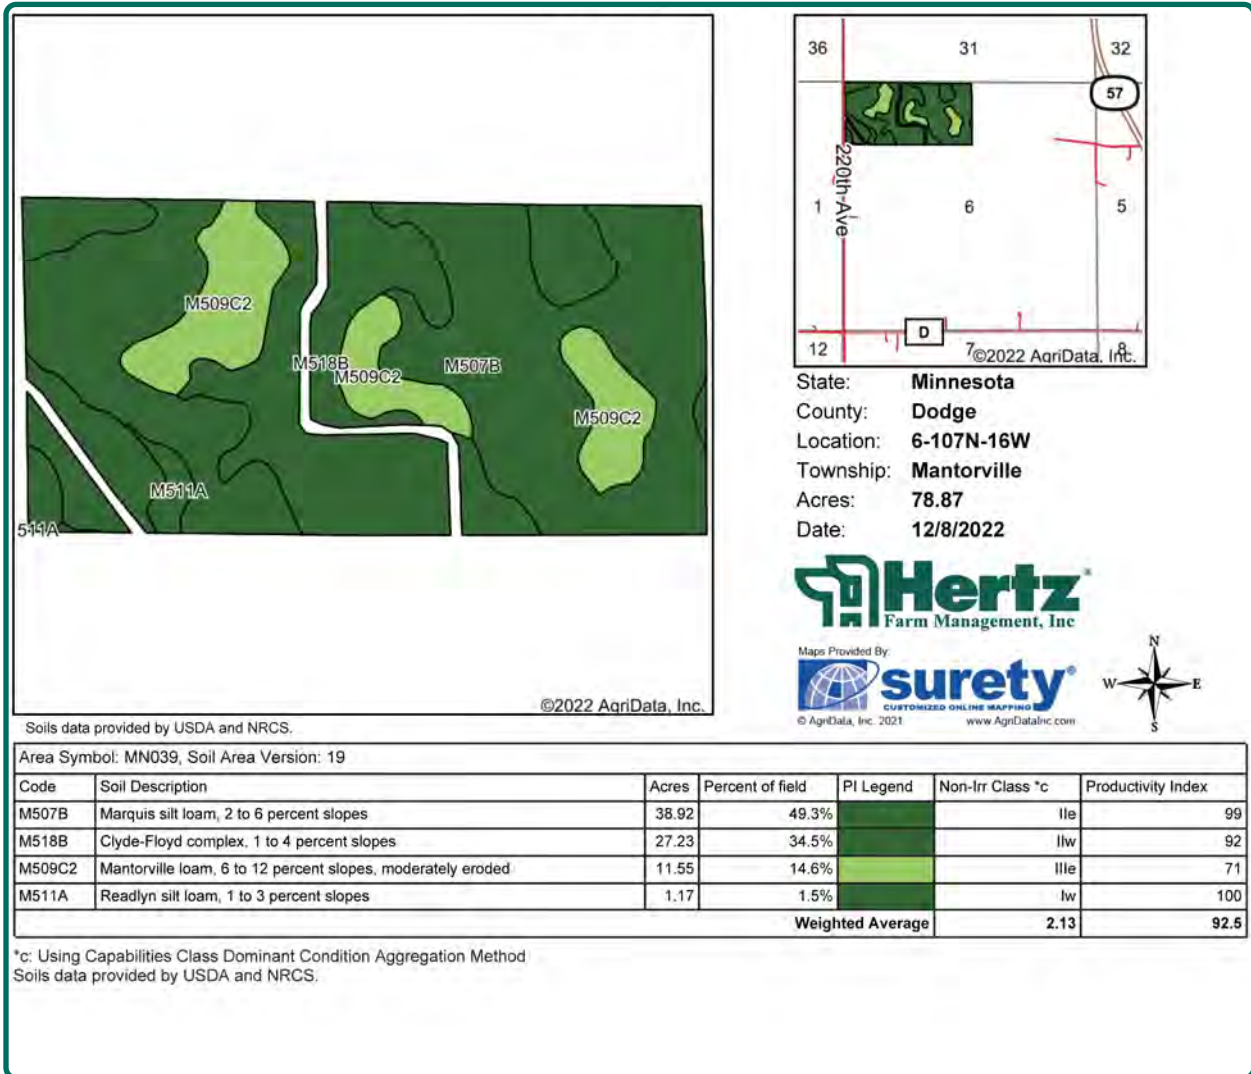 M509C2
M518B
M509C2
M507B
M509C2
M511A
511A
©2022 AgriData, Inc.
Soils data provided by USDA and NRCS.
36 31 32
57
220th Ave
1 6 5
D
12 7 8
©2022 AgriData, Inc.
State: Minnesota
County: Dodge
Location: 6-107N-16W
Township: Mantorville
Acres: 78.87
Date: 12/8/2022
Hertz
Farm Management, Inc
Maps Provided By:
surety®
CUSTOMIZED ONLINE MAPPING
© AgriData, Inc. 2021 www.AgriDataInc.com
N
W E
S
Area Symbol: MN039, Soil Area Version: 19
Code Soil Description Acres Percent of field PI Legend Non-Irr Class *c Productivity Index
M507B Marquis silt loam, 2 to 6 percent slopes 38.92 49.3% IIe 99
M518B Clyde-Floyd complex, 1 to 4 percent slopes 27.23 34.5% IIw 92
M509C2 Mantorville loam, 6 to 12 percent slopes, moderately eroded 11.55 14.6% IIIe 71
M511A Readlyn silt loam, 1 to 3 percent slopes 1.17 1.5% Iw 100
Weighted Average 2.13 92.5
*c: Using Capabilities Class Dominant Condition Aggregation Method
Soils data provided by USDA and NRCS.